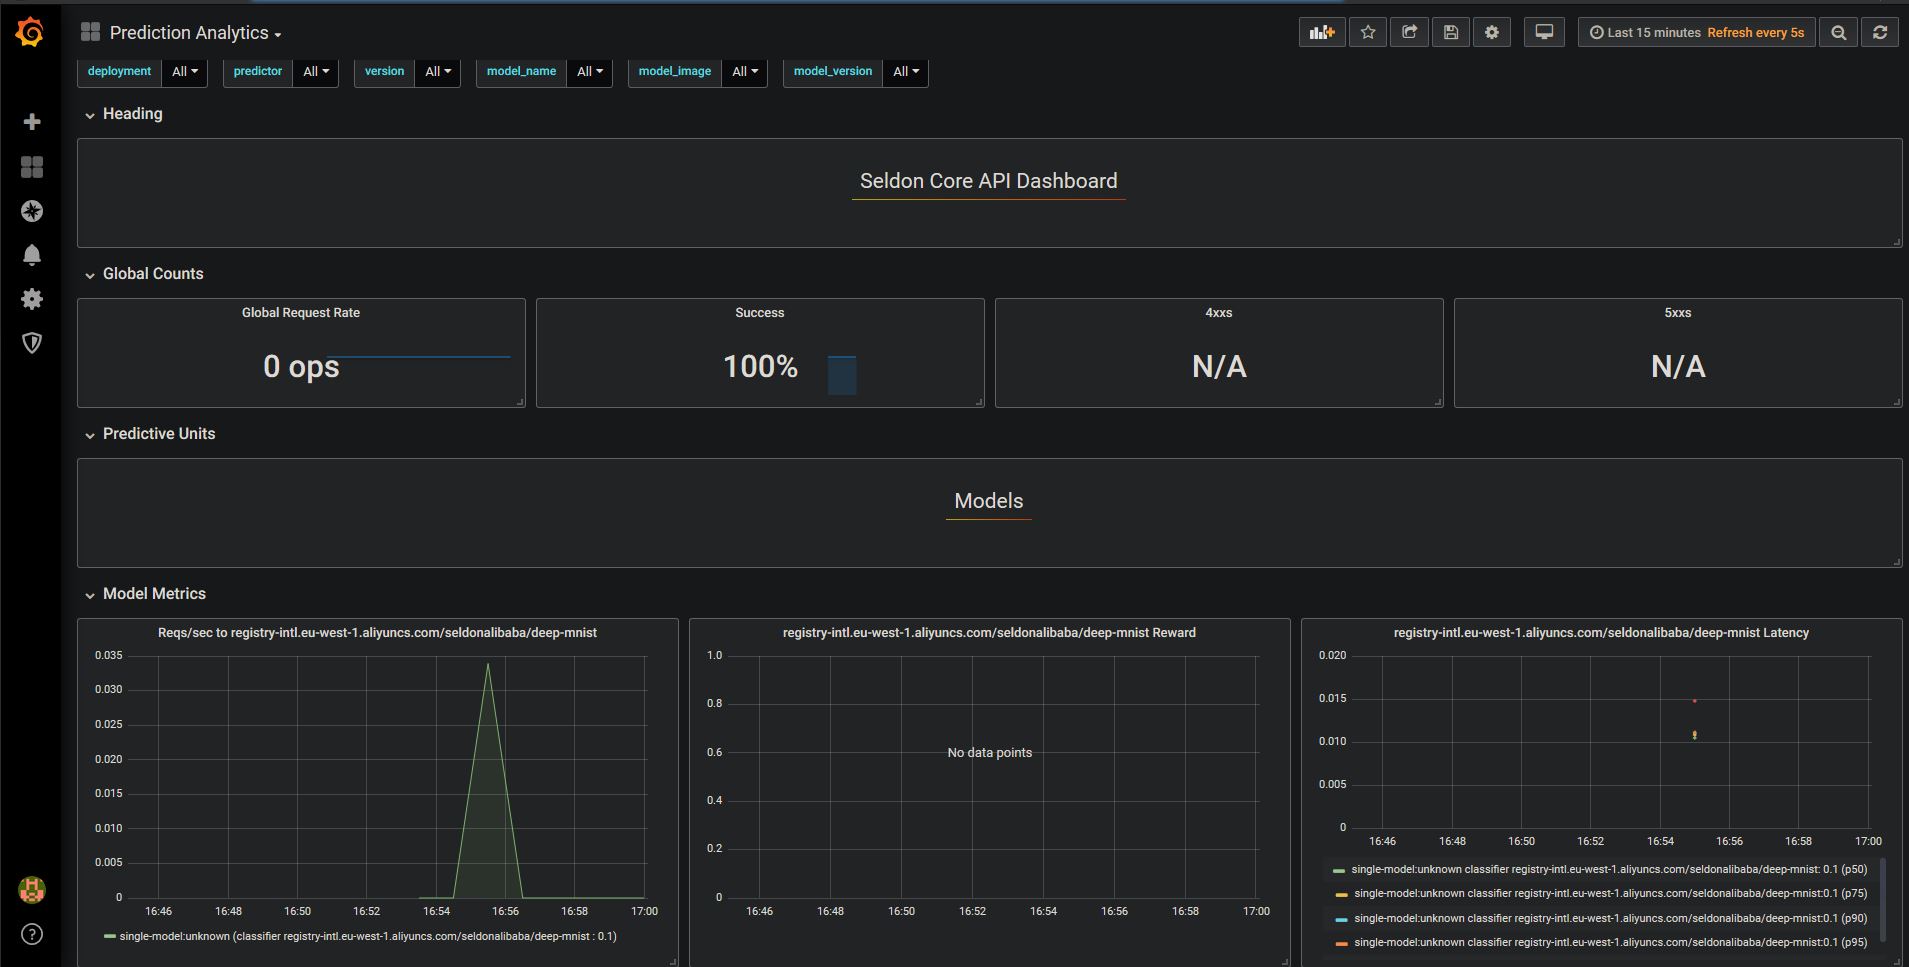 Prediction Analytics
Last 15 minutes Refresh every 5s
deployment All predictor All version All model_name All model_image All model_version All
Heading
Seldon Core API Dashboard
Global Counts
Global Request Rate
0 ops
Success
100%
4xxs
N/A
5xxs
N/A
Predictive Units
Models
Model Metrics
Reqs/sec to registry-intl.eu-west-1.aliyuncs.com/seldonalibaba/deep-mnist
0.035
0.030
0.025
0.020
0.015
0.010
0.005
0
16:46 16:48 16:50 16:52 16:54 16:56 16:58 17:00
single-model:unknown (classifier registry-intl.eu-west-1.aliyuncs.com/seldonalibaba/deep-mnist : 0.1)
registry-intl.eu-west-1.aliyuncs.com/seldonalibaba/deep-mnist Reward
1.0
0.8
0.6
0.4
0.2
0
No data points
16:46 16:48 16:50 16:52 16:54 16:56 16:58 17:00
registry-intl.eu-west-1.aliyuncs.com/seldonalibaba/deep-mnist Latency
0.020
0.015
0.010
0.005
0
16:46 16:48 16:50 16:52 16:54 16:56 16:58 17:00
single-model:unknown classifier registry-intl.eu-west-1.aliyuncs.com/seldonalibaba/deep-mnist: 0.1 (p50)
single-model:unknown classifier registry-intl.eu-west-1.aliyuncs.com/seldonalibaba/deep-mnist:0.1 (p75)
single-model:unknown classifier registry-intl.eu-west-1.aliyuncs.com/seldonalibaba/deep-mnist:0.1 (p90)
single-model:unknown classifier registry-intl.eu-west-1.aliyuncs.com/seldonalibaba/deep-mnist:0.1 (p95)